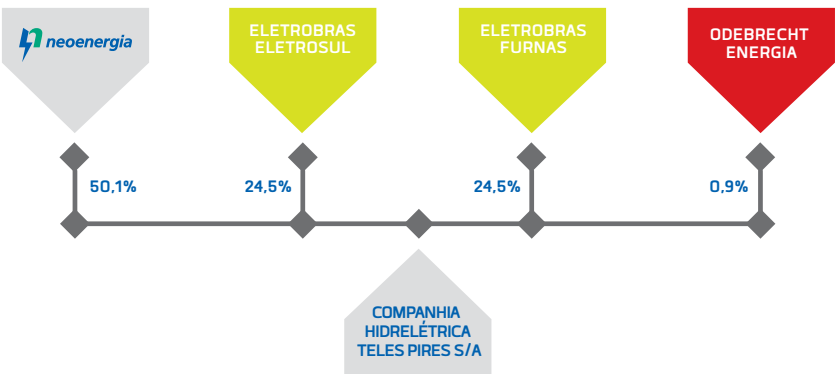 neoenergia
ELETROBRAS
ELETROSUL
ELETROBRAS
FURNAS
ODEBRECHT
ENERGIA
50,1%
24,5%
24,5%
0,9%
COMPANHIA
HIDRELÉTRICA
TELES PIRES S/A